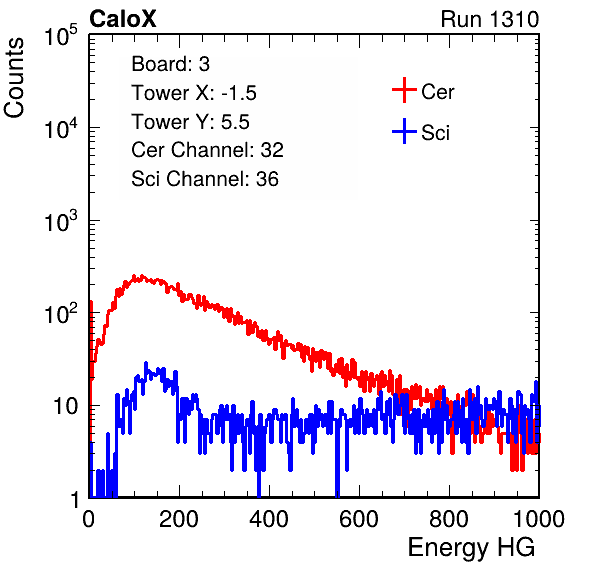 CaloX Run 1310
Counts
10^5
10^4
10^3
10^2
10
1
Board: 3
Tower X: -1.5
Tower Y: 5.5
Cer Channel: 32
Sci Channel: 36
Cer
Sci
0 200 400 600 800 1000
Energy HG